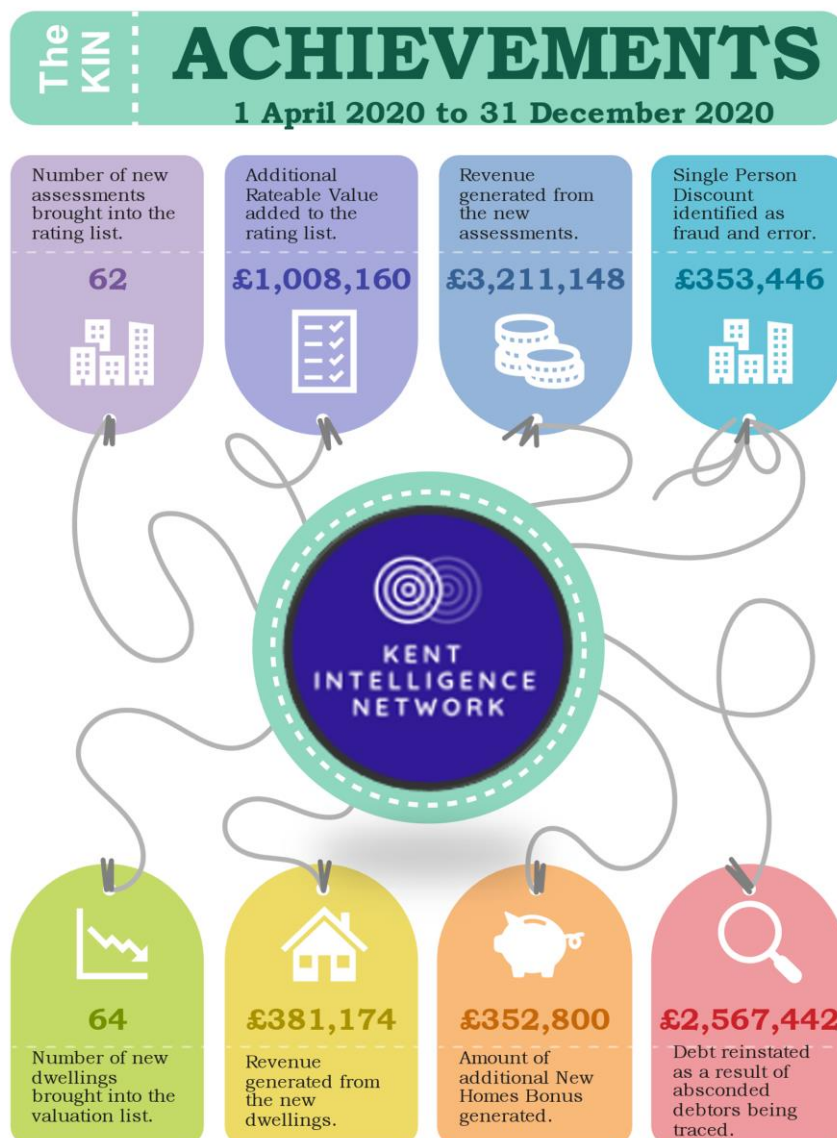 The
KIN
ACHIEVEMENTS
1 April 2020 to 31 December 2020
Number of new
assessments
brought into the
rating list.
62
Additional
Rateable Value
added to the
rating list.
£1,008,160
Revenue
generated from
the new
assessments.
£3,211,148
Single Person
Discount
identified as
fraud and error.
£353,446
KENT
INTELLIGENCE
NETWORK
64
Number of new
dwellings
brought into the
valuation list.
£381,174
Revenue
generated from
the new
dwellings.
£352,800
Amount of
additional New
Homes Bonus
generated.
£2,567,442
Debt reinstated
as a result of
absconded
debtors being
traced.